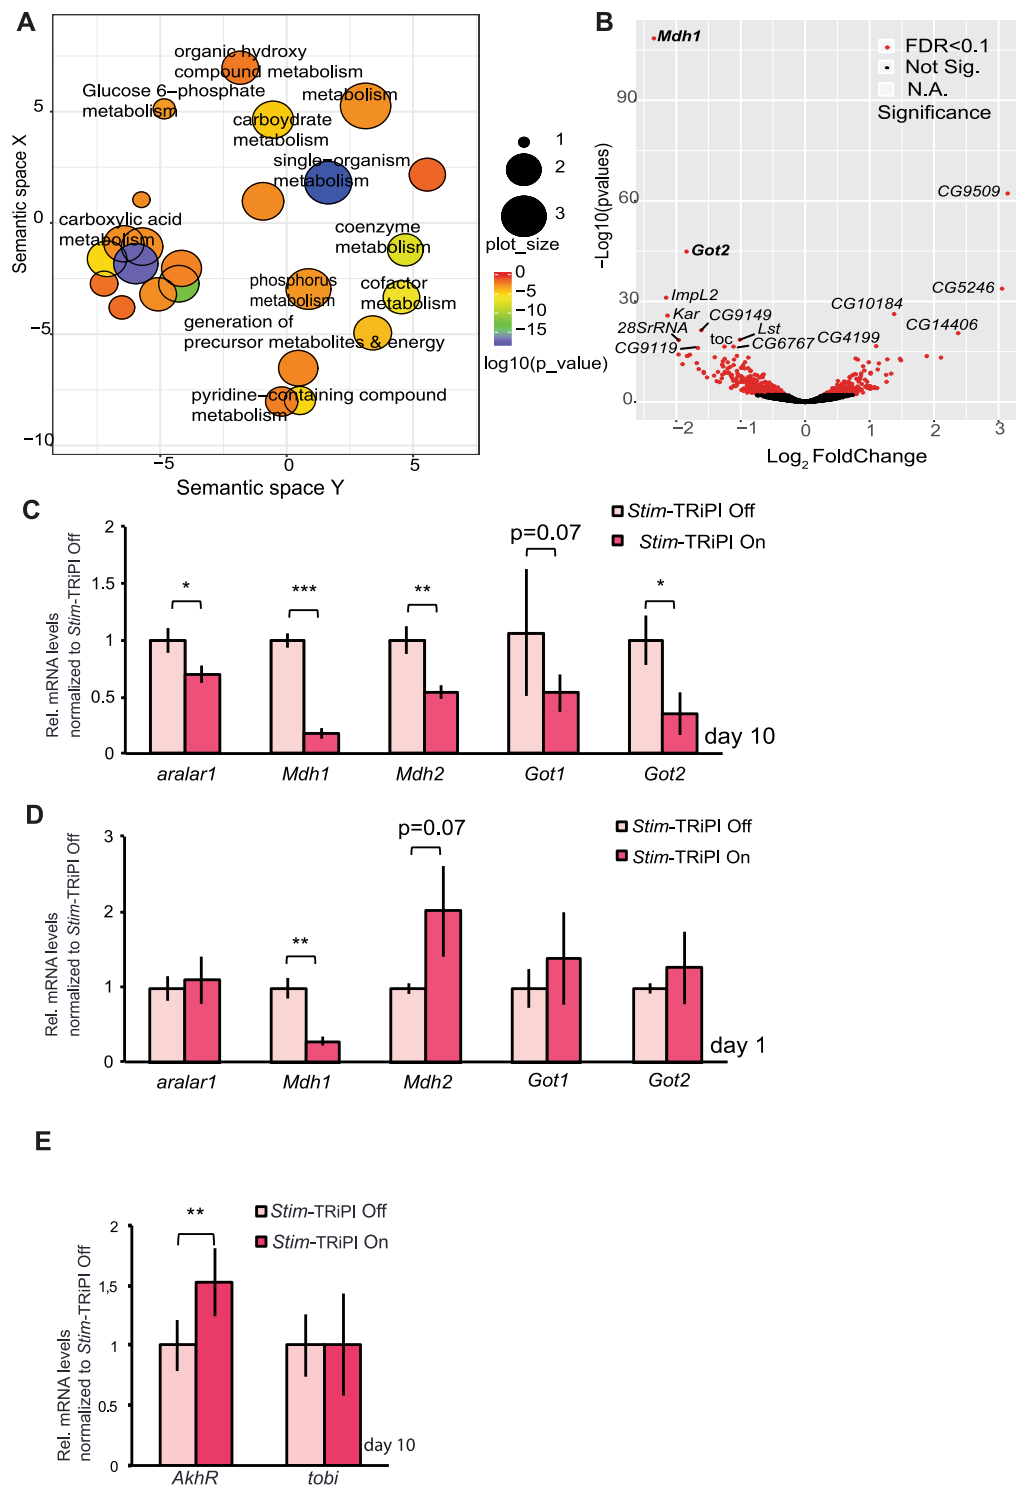 A
organic hydroxy
compound metabolism
Glucose 6−phosphate
metabolism
metabolism
carboydrate
metabolism
single−organism
metabolism
carboxylic acid
metabolism
coenzyme
metabolism
phosphorus
metabolism
cofactor
metabolism
generation of
precursor metabolites & energy
pyridine−containing compound
metabolism
5
0
−5
−10
−5
0
5
Semantic space X
Semantic space Y
1
2
3
plot_size
0
−5
−10
−15
log10(p_value)
B
Mdh1
FDR<0.1
Not Sig.
N.A.
Significance
CG9509
Got2
CG5246
ImpL2
Kar
CG9149
CG10184
CG14406
28SrRNA
toc
Lst
CG4199
CG9119
CG6767
90
60
30
0
−2
−1
0
1
2
3
−Log10(pvalues)
Log2 FoldChange
C
Stim-TRiPI Off
Stim-TRiPI On
2
1.5
1
0.5
0
Rel. mRNA levels
normalized to Stim-TRiPI Off
*
***
**
p=0.07
*
day 10
aralar1
Mdh1
Mdh2
Got1
Got2
D
Stim-TRiPI Off
Stim-TRiPI On
3
2
1
0
Rel. mRNA levels
normalized to Stim-TRiPI Off
**
p=0.07
day 1
aralar1
Mdh1
Mdh2
Got1
Got2
E
Stim-TRiPI Off
Stim-TRiPI On
2
1,5
1
0.5
0
Rel. mRNA levels
normalized to Stim-TRiPI Off
**
day 10
AkhR
tobi